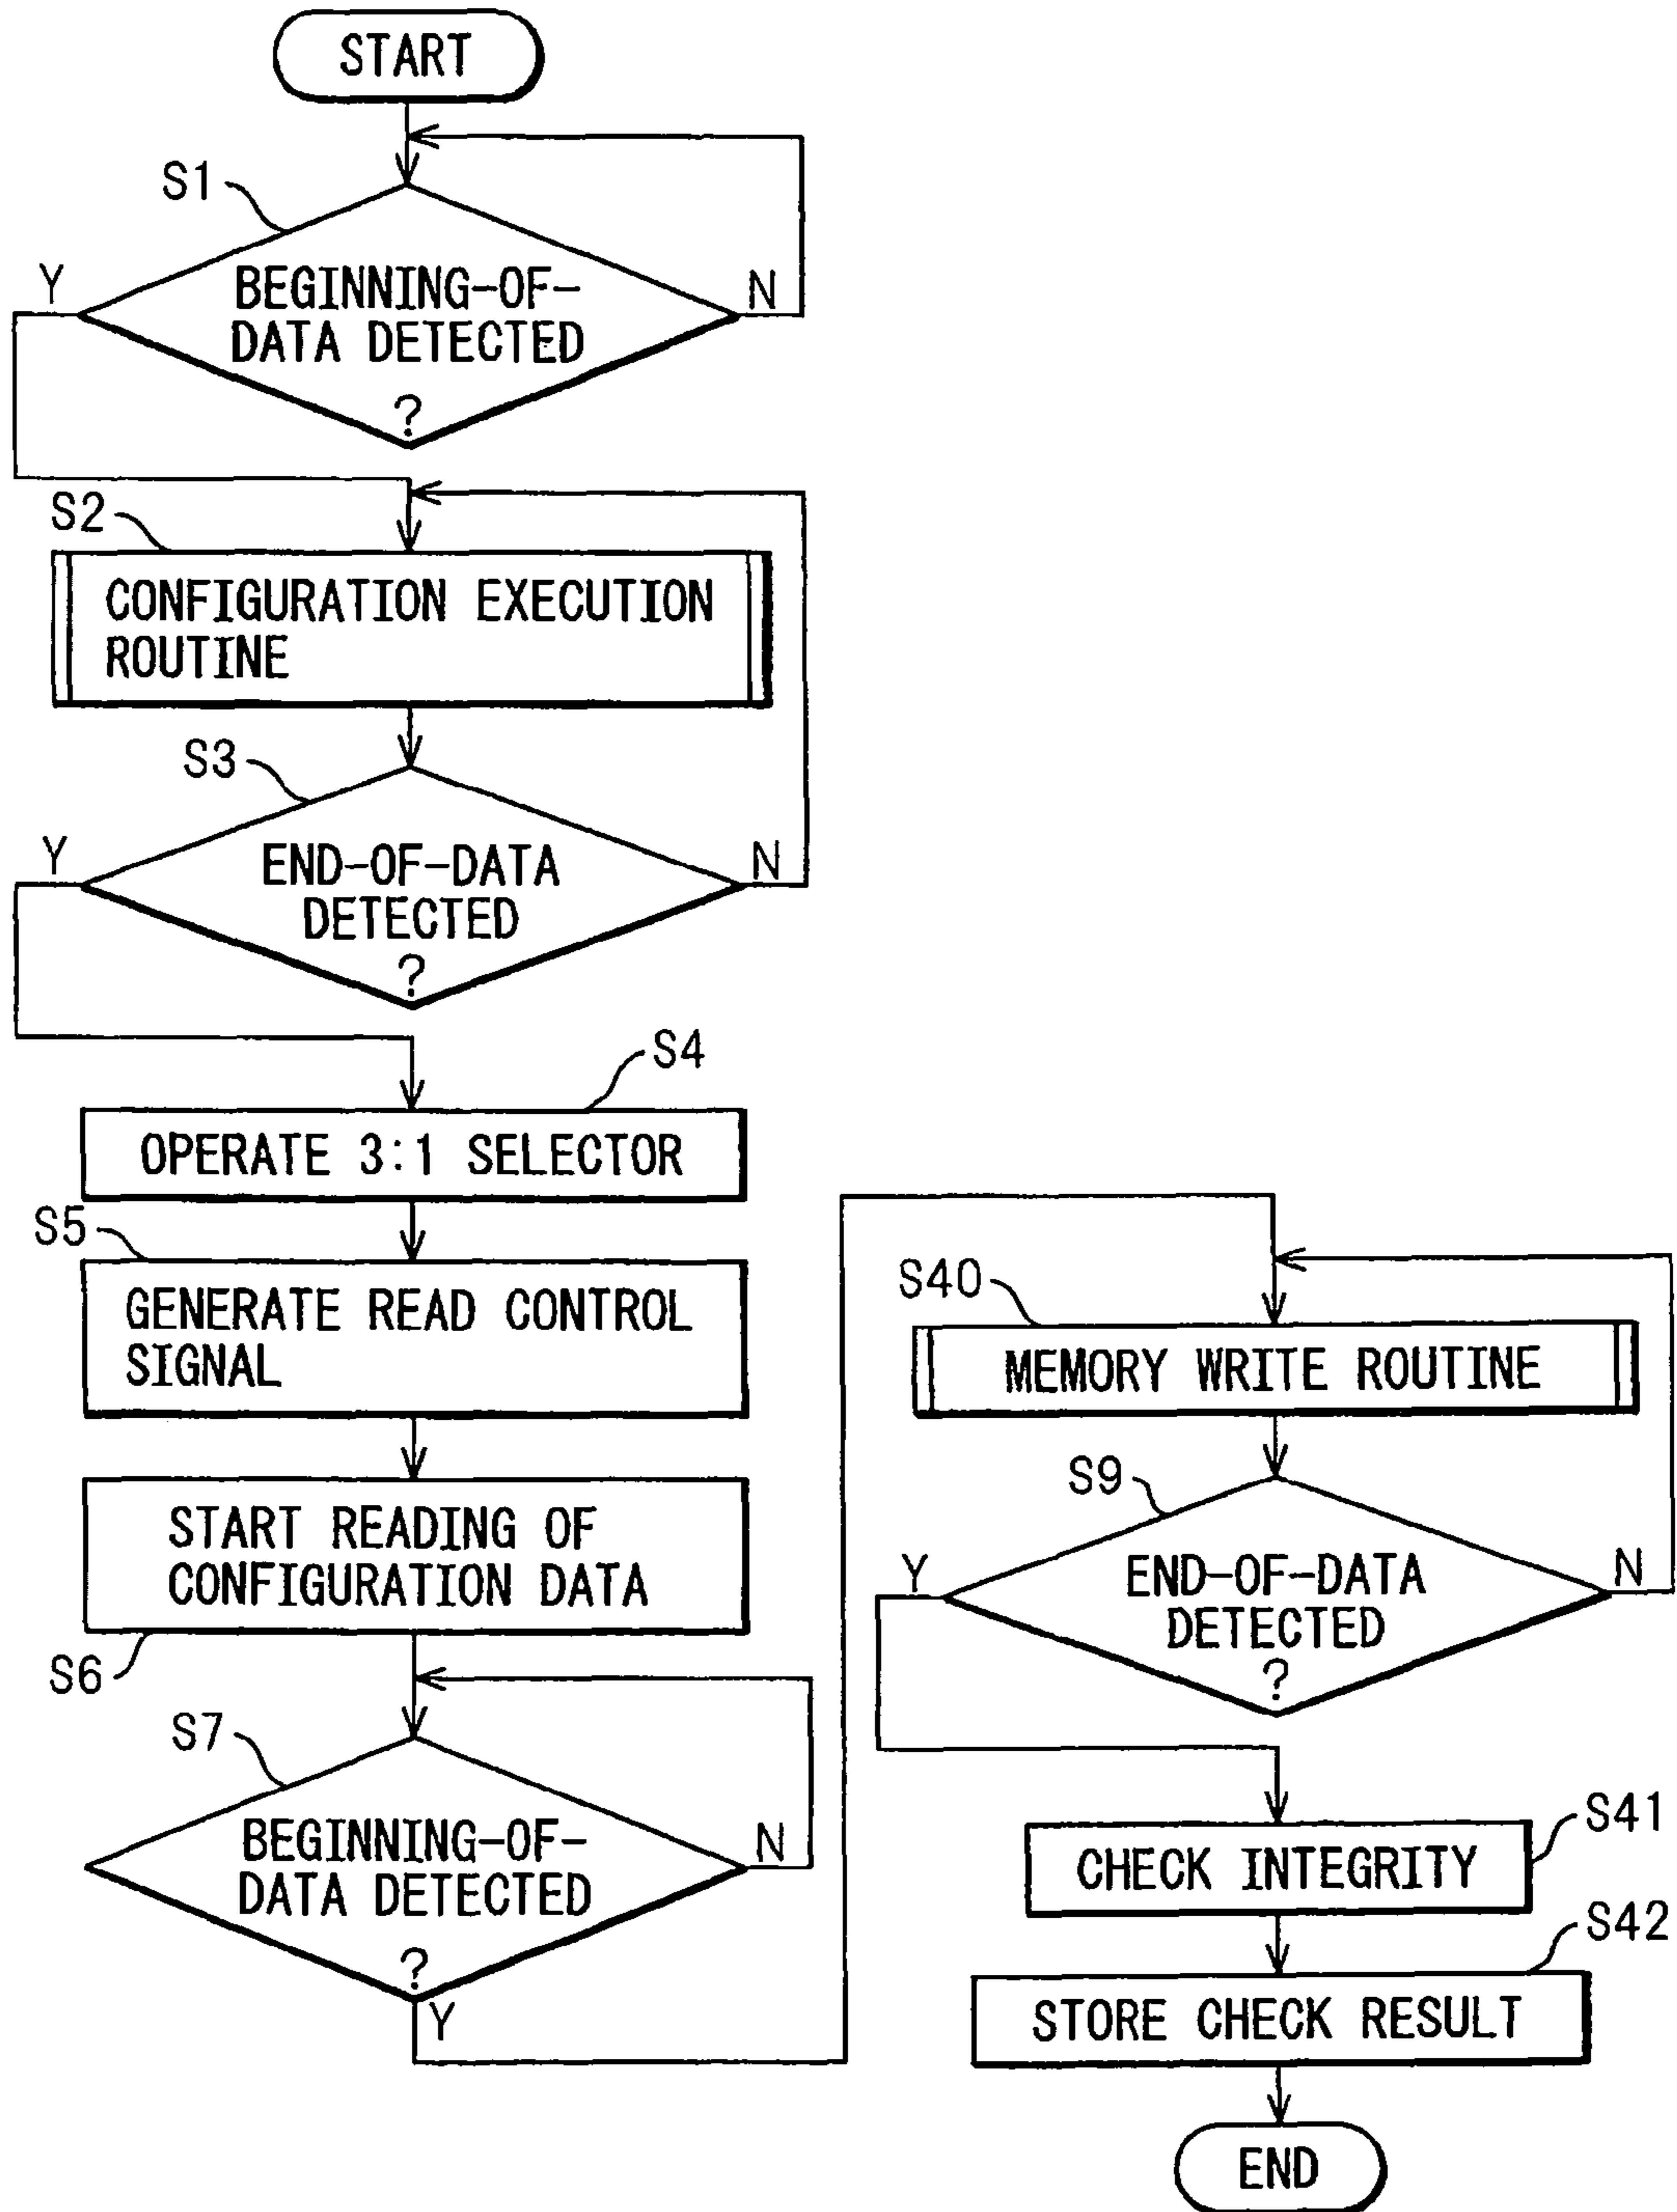 START
S1
Y
N
BEGINNING-OF-
DATA DETECTED
?
S2
CONFIGURATION EXECUTION
ROUTINE
S3
Y
N
END-OF-DATA
DETECTED
?
S4
OPERATE 3:1 SELECTOR
S5
GENERATE READ CONTROL
SIGNAL
START READING OF
CONFIGURATION DATA
S6
S7
BEGINNING-OF-
DATA DETECTED
?
N
Y
S40
MEMORY WRITE ROUTINE
S9
Y
N
END-OF-DATA
DETECTED
?
S41
CHECK INTEGRITY
S42
STORE CHECK RESULT
END